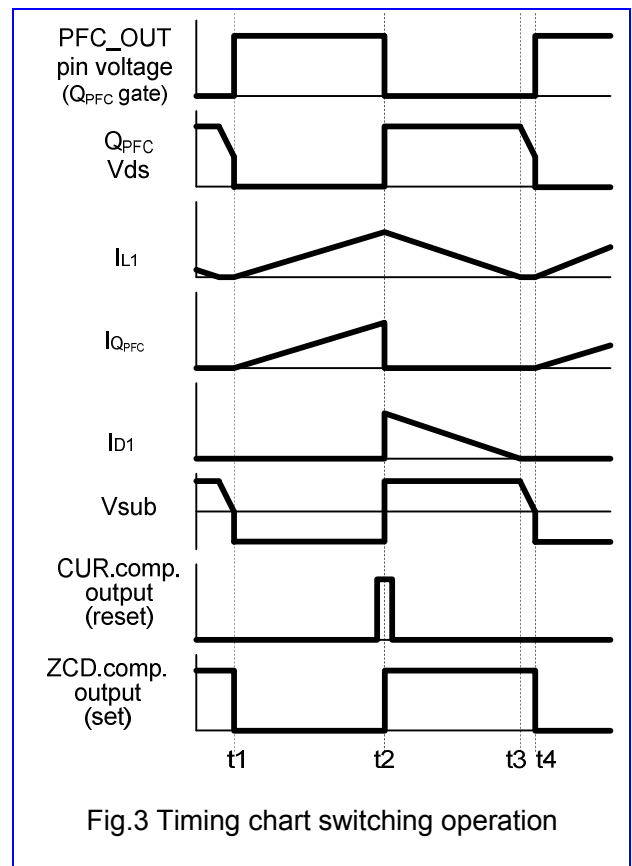 PFC_OUT
pin voltage
(QPFC gate)
QPFC
Vds
IL1
IQPFC
ID1
Vsub
CUR.comp.
output
(reset)
ZCD.comp.
output
(set)
t1 t2 t3 t4
Fig.3 Timing chart switching operation